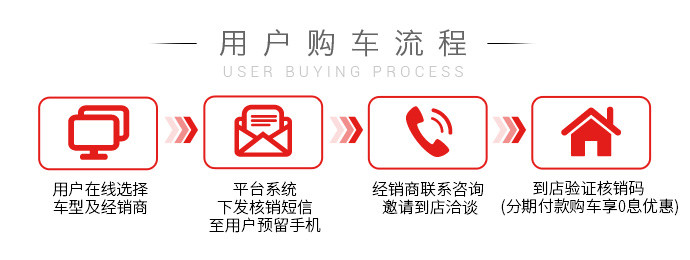 用户购车流程
USER BUYING PROCESS
用户在线选择
车型及经销商
平台系统
下发核销短信
至用户预留手机
经销商联系咨询
邀请到店洽谈
到店验证核销码
(分期付款购车享0息优惠)